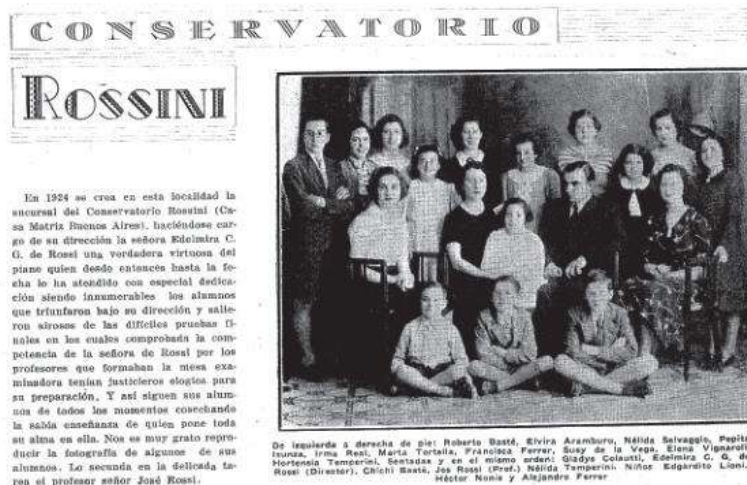 CONSERVATORIO
ROSSINI
En 1924 se crea en esta localidad la
sucursal del Conservatorio Rossini (Ca-
sa Matriz Buenos Aires), haciéndose car-
go de su dirección la señora Edelmira C.
G. de Rossi una verdadera virtuosa del
piano quien desde entonces hasta la fe-
cha lo ha atendido con especial dedica-
ción siendo innumerables los alumnos
que triunfaron bajo su dirección y salie-
ron airosos de las difíciles pruebas fi-
nales en los cuales comprobada la com-
petencia de la señora de Rossi por los
profesores que formaban la mesa exa-
minadora tenían justicieros elogios para
su preparación. Y así siguen sus alum-
nos de todos los momentos cosechando
la sabia enseñanza de quien pone toda
su alma en ella. Nos es muy grato repro-
ducir la fotografía de algunos de sus
alumnos. Lo secunda en la delicada ta-
rea el profesor señor José Rossi.
De izquierda a derecha de pie: Roberto Basté, Elvira Aramburu, Nélida Selvaggio, Pepita
Isunza, Irma Real, Marta Tortella, Francisca Ferrer, Susy de la Vega, Elena Vignaroli,
Hortensia Temperini. Sentadas y en el mismo orden: Gladys Colautti, Edelmira C. G. de
Rossi (Director), Chichi Basté, Jos Rossi (Prof.) Nélida Temperini. Niños Edgardito Lioni,
Héctor Nonis y Alejandro Ferrer